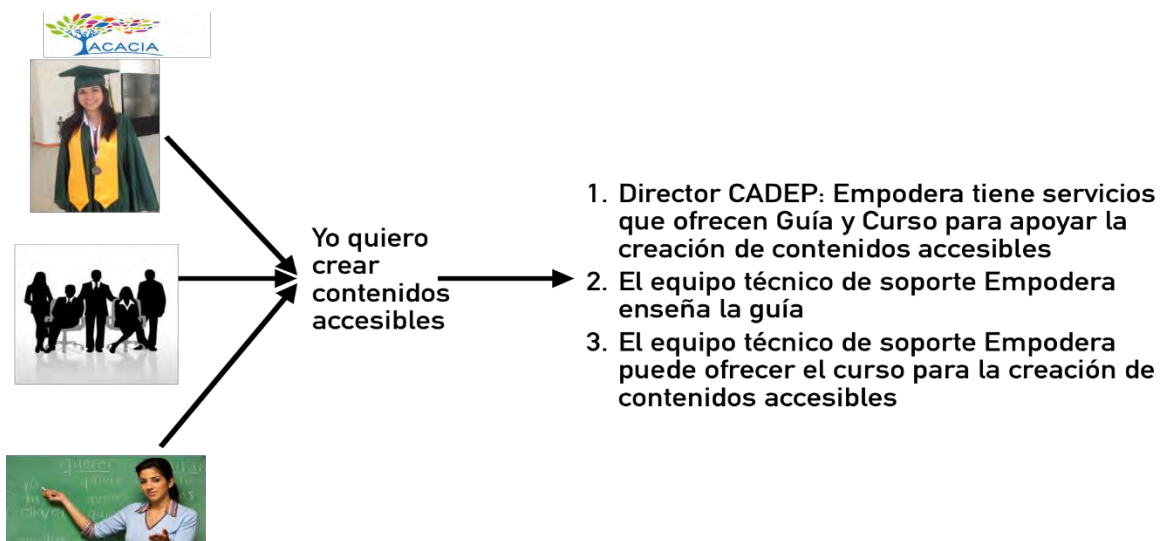 ACACIA
Yo quiero
crear
contenidos
accesibles
1. Director CADEP: Empodera tiene servicios
que ofrecen Guía y Curso para apoyar la
creación de contenidos accesibles
2. El equipo técnico de soporte Empodera
enseña la guía
3. El equipo técnico de soporte Empodera
puede ofrecer el curso para la creación de
contenidos accesibles